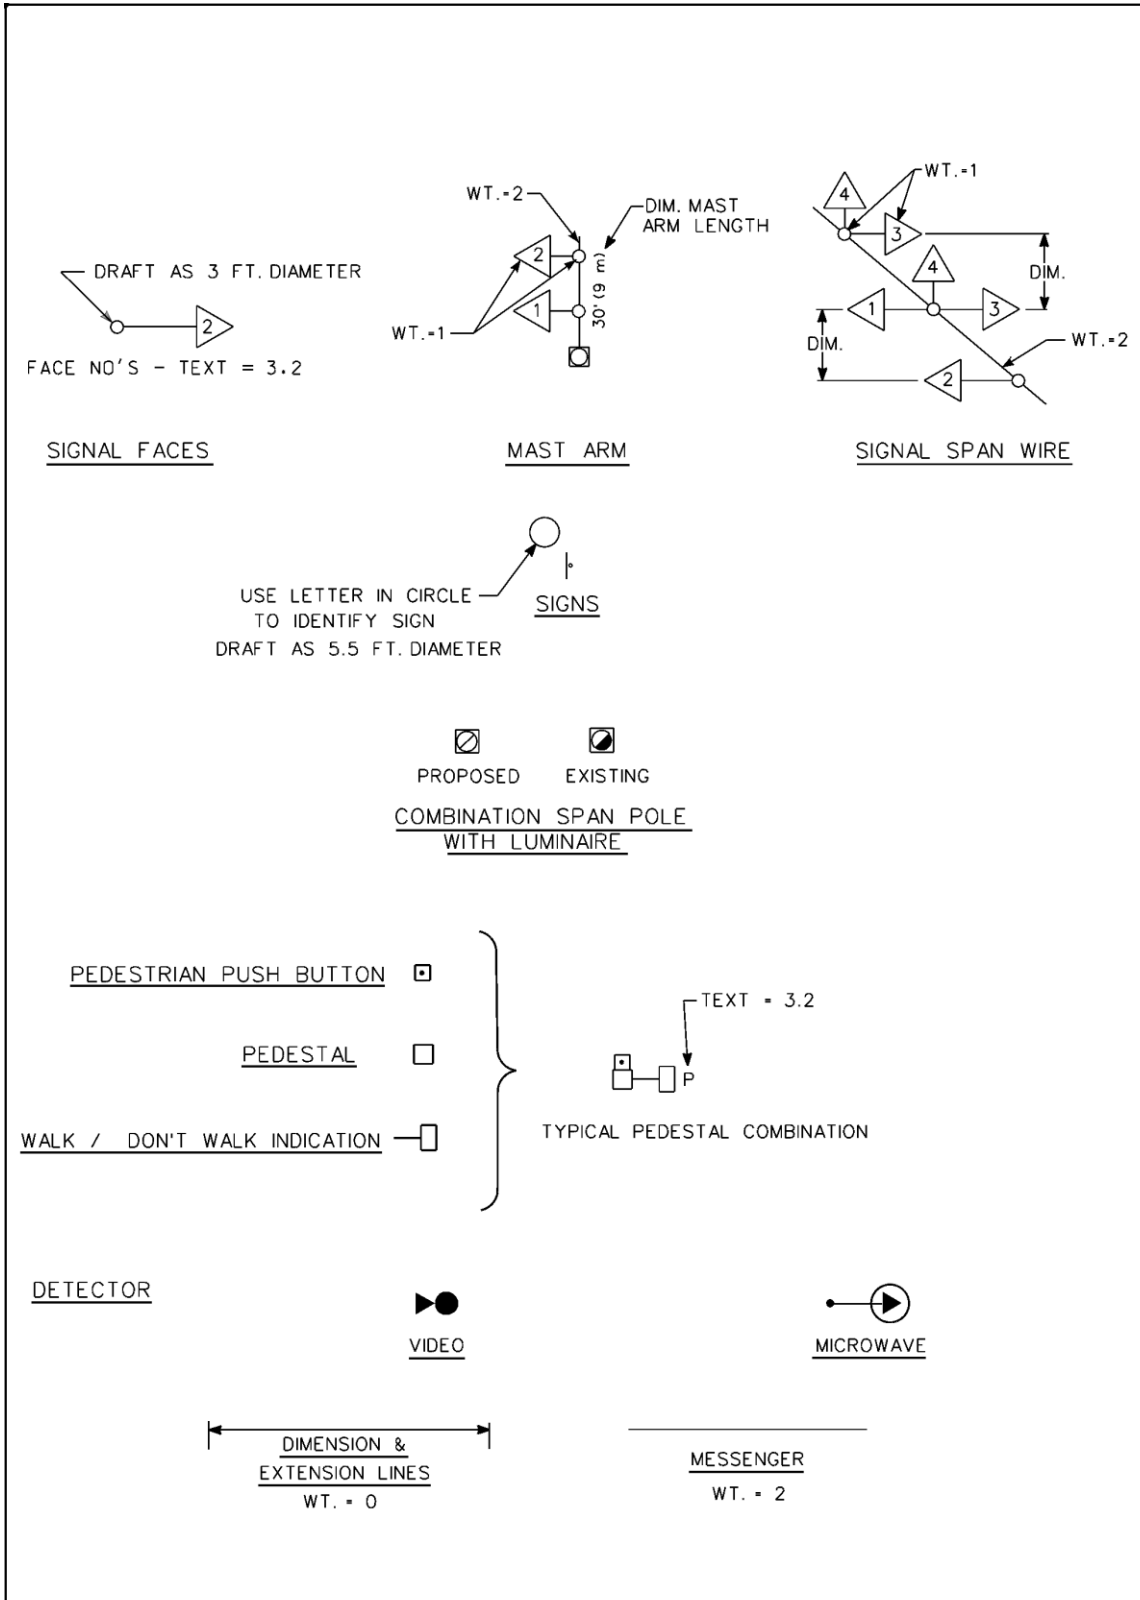 DRAFT AS 3 FT. DIAMETER
2
FACE NO'S - TEXT = 3.2
SIGNAL FACES
WT.=2
DIM. MAST
ARM LENGTH
2
1
30' (9 m)
WT.=1
MAST ARM
WT.=1
4
3
4
DIM.
1
3
DIM.
WT.=2
2
SIGNAL SPAN WIRE
USE LETTER IN CIRCLE
TO IDENTIFY SIGN
DRAFT AS 5.5 FT. DIAMETER
SIGNS
PROPOSED
EXISTING
COMBINATION SPAN POLE
WITH LUMINAIRE
PEDESTRIAN PUSH BUTTON
PEDESTAL
WALK / DON'T WALK INDICATION
TEXT = 3.2
P
TYPICAL PEDESTAL COMBINATION
DETECTOR
VIDEO
MICROWAVE
DIMENSION &
EXTENSION LINES
WT. = 0
MESSENGER
WT. = 2